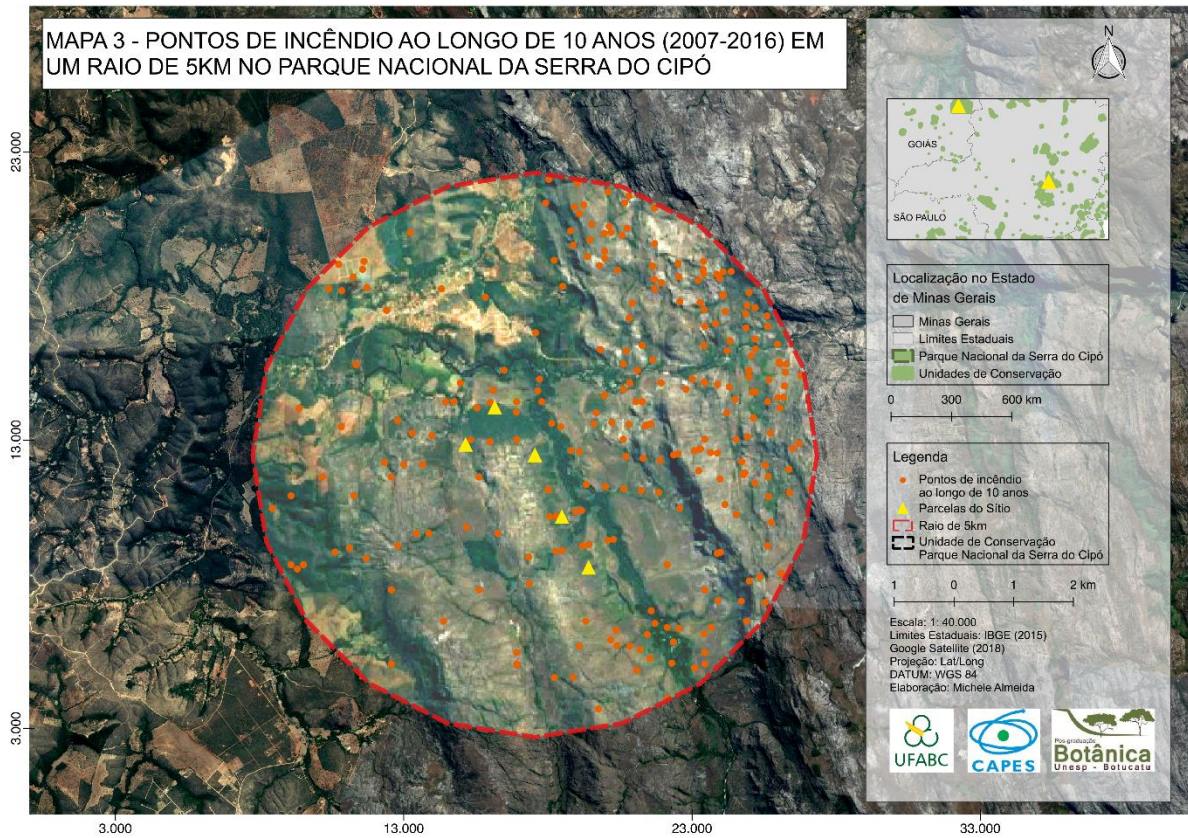 MAPA 3 - PONTOS DE INCÊNDIO AO LONGO DE 10 ANOS (2007-2016) EM
UM RAIO DE 5KM NO PARQUE NACIONAL DA SERRA DO CIPÓ
N
GOIÁS
SÃO PAULO
Localização no Estado
de Minas Gerais
Minas Gerais
Limites Estaduais
Parque Nacional da Serra do Cipó
Unidades de Conservação
0 300 600 km
Legenda
Pontos de incêndio
ao longo de 10 anos
Parcelas do Sítio
Raio de 5km
Unidade de Conservação
Parque Nacional da Serra do Cipó
1 0 1 2 km
Escala: 1: 40.000
Limites Estaduais: IBGE (2015)
Google Satellite (2018)
Projeção: Lat/Long
DATUM: WGS 84
Elaboração: Michele Almeida
UFABC
CAPES
Pós-graduação
Botânica
Unesp - Botucatu
23.000
13.000
3.000
3.000 13.000 23.000 33.000